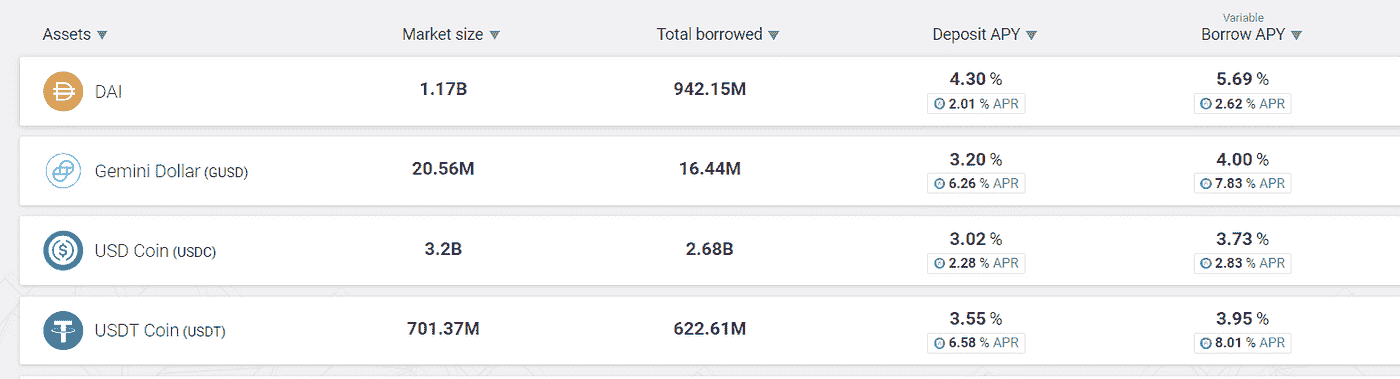 Variable
Assets Market size Total borrowed Deposit APY Borrow APY
DAI 1.17B 942.15M 4.30 % 5.69 %
2.01 % APR 2.62 % APR
Gemini Dollar (GUSD) 20.56M 16.44M 3.20 % 4.00 %
6.26 % APR 7.83 % APR
USD Coin (USDC) 3.2B 2.68B 3.02 % 3.73 %
2.28 % APR 2.83 % APR
USDT Coin (USDT) 701.37M 622.61M 3.55 % 3.95 %
6.58 % APR 8.01 % APR